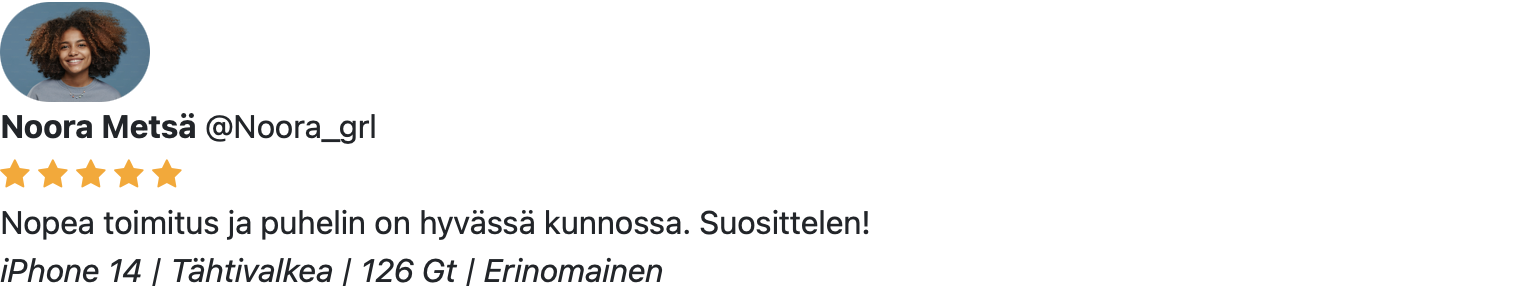 Noora Metsä @Noora_grl
Nopea toimitus ja puhelin on hyvässä kunnossa. Suosittelen!
iPhone 14 | Tähtivalkea | 126 Gt | Erinomainen